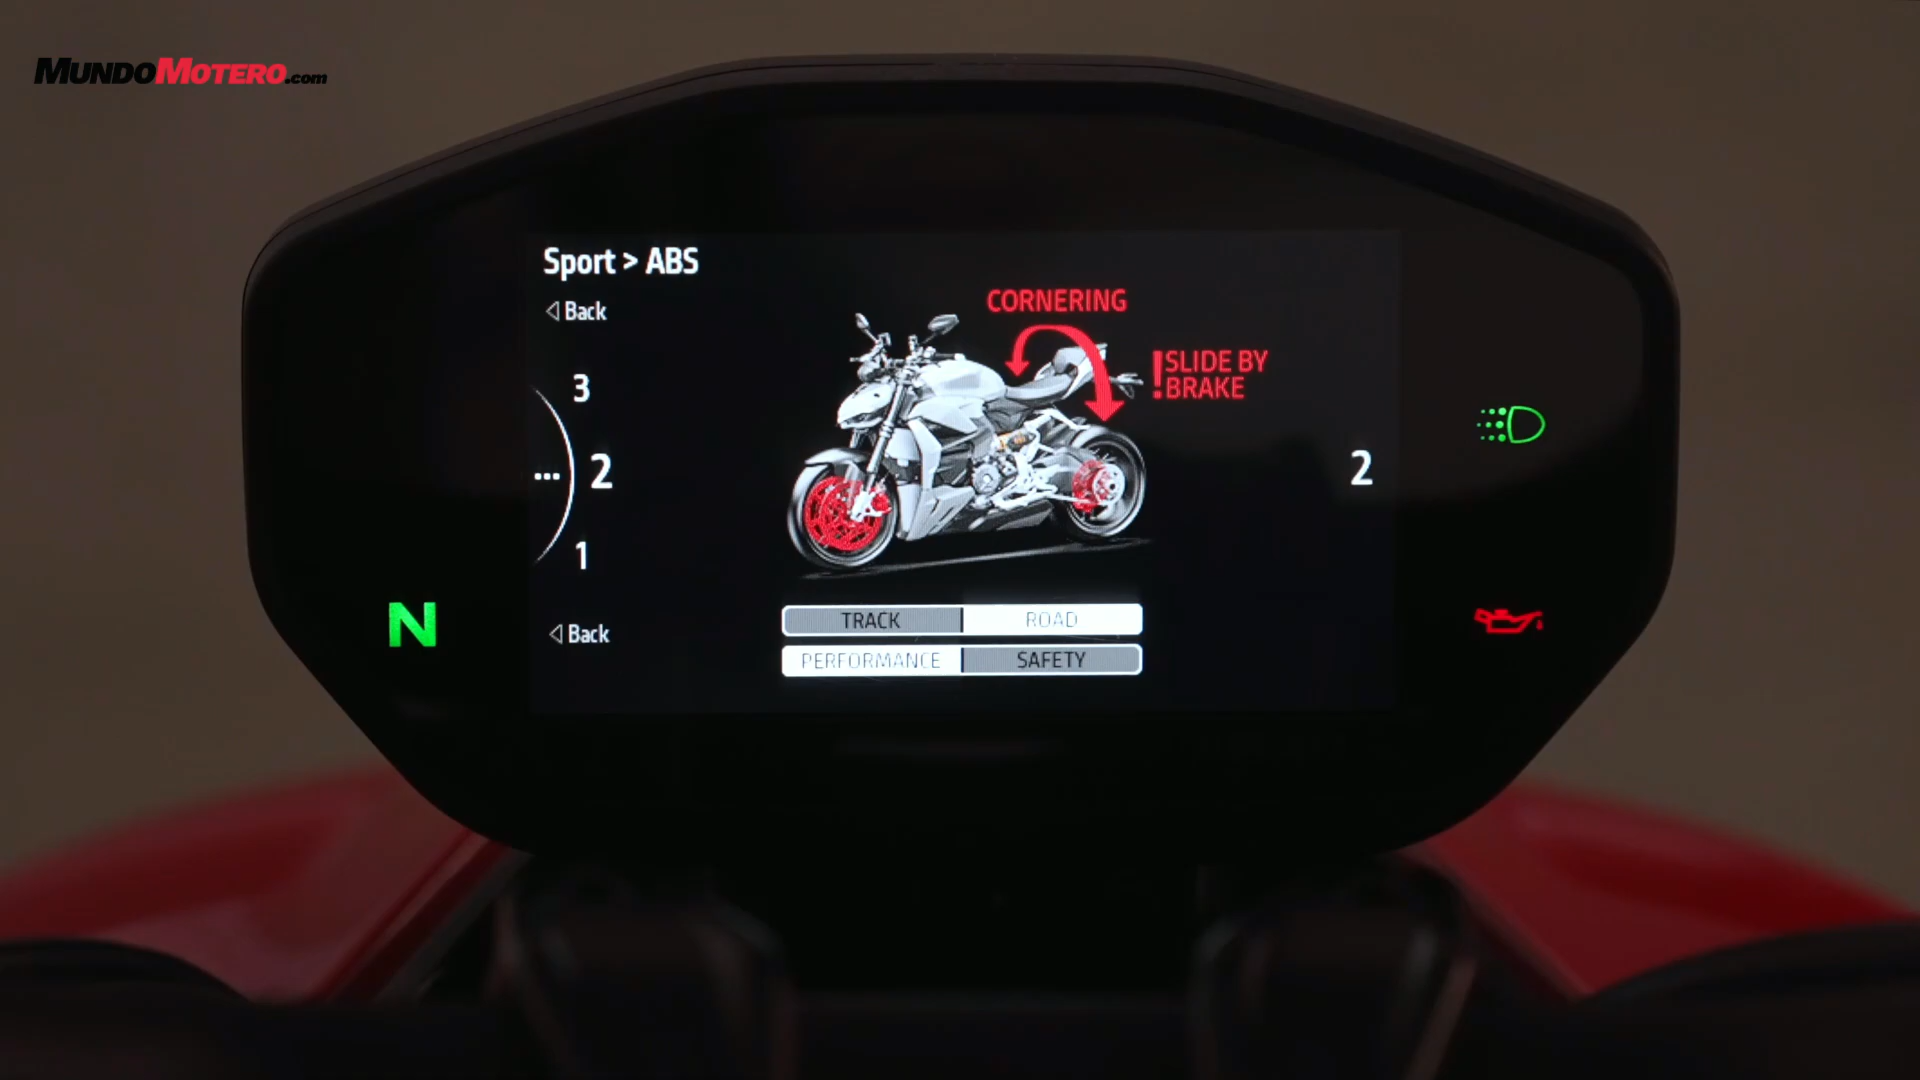 MUNDOMOTERO.com
Sport > ABS
Back
CORNERING
!SLIDE BY
BRAKE
3
2
2
1
N
Back
TRACK
ROAD
PERFORMANCE
SAFETY